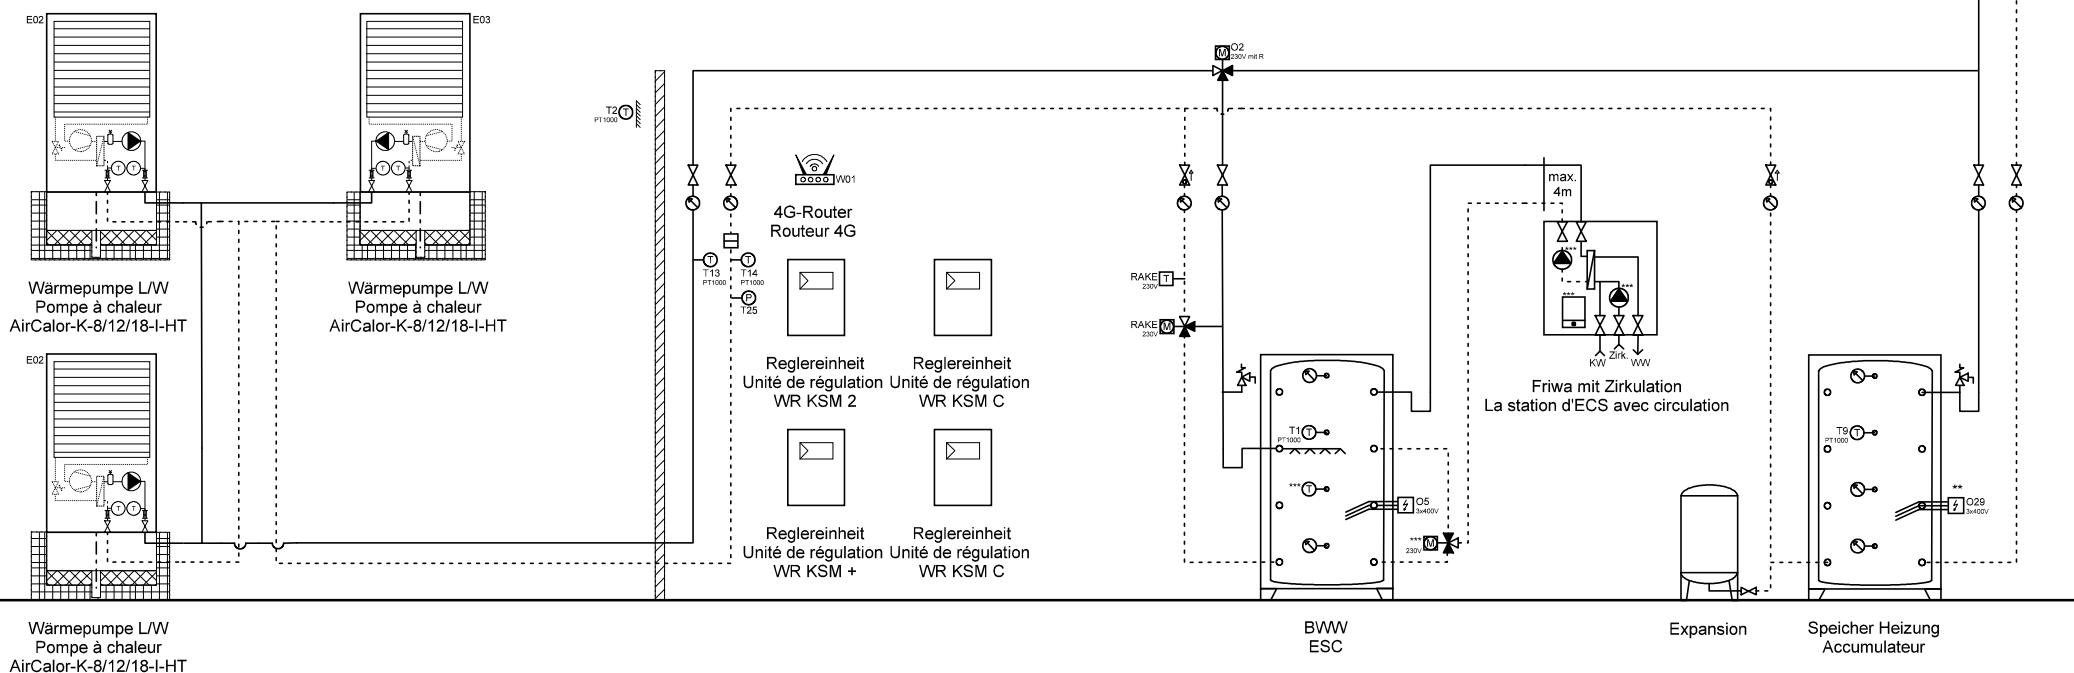 E02
E03
O2
M
230V mit R
T2
T
PT1000
W01
max.
4m
4G-Router
Routeur 4G
T
T
T
T
T
T
T13
T14
PT1000
PT1000
P
T25
RAKE
T
230V
RAKE
M
230V
***
***
***
KW
Zirk.
WW
Wärmepumpe L/W
Pompe à chaleur
AirCalor-K-8/12/18-I-HT
Wärmepumpe L/W
Pompe à chaleur
AirCalor-K-8/12/18-I-HT
Reglereinheit
Unité de régulation
WR KSM 2
Reglereinheit
Unité de régulation
WR KSM C
Friwa mit Zirkulation
La station d'ECS avec circulation
E02
T
T
T1
T
PT1000
***
T
O5
3x400V
***
M
230V
T9
T
PT1000
**
O29
3x400V
Reglereinheit
Unité de régulation
WR KSM +
Reglereinheit
Unité de régulation
WR KSM C
Wärmepumpe L/W
Pompe à chaleur
AirCalor-K-8/12/18-I-HT
BWW
ESC
Expansion
Speicher Heizung
Accumulateur